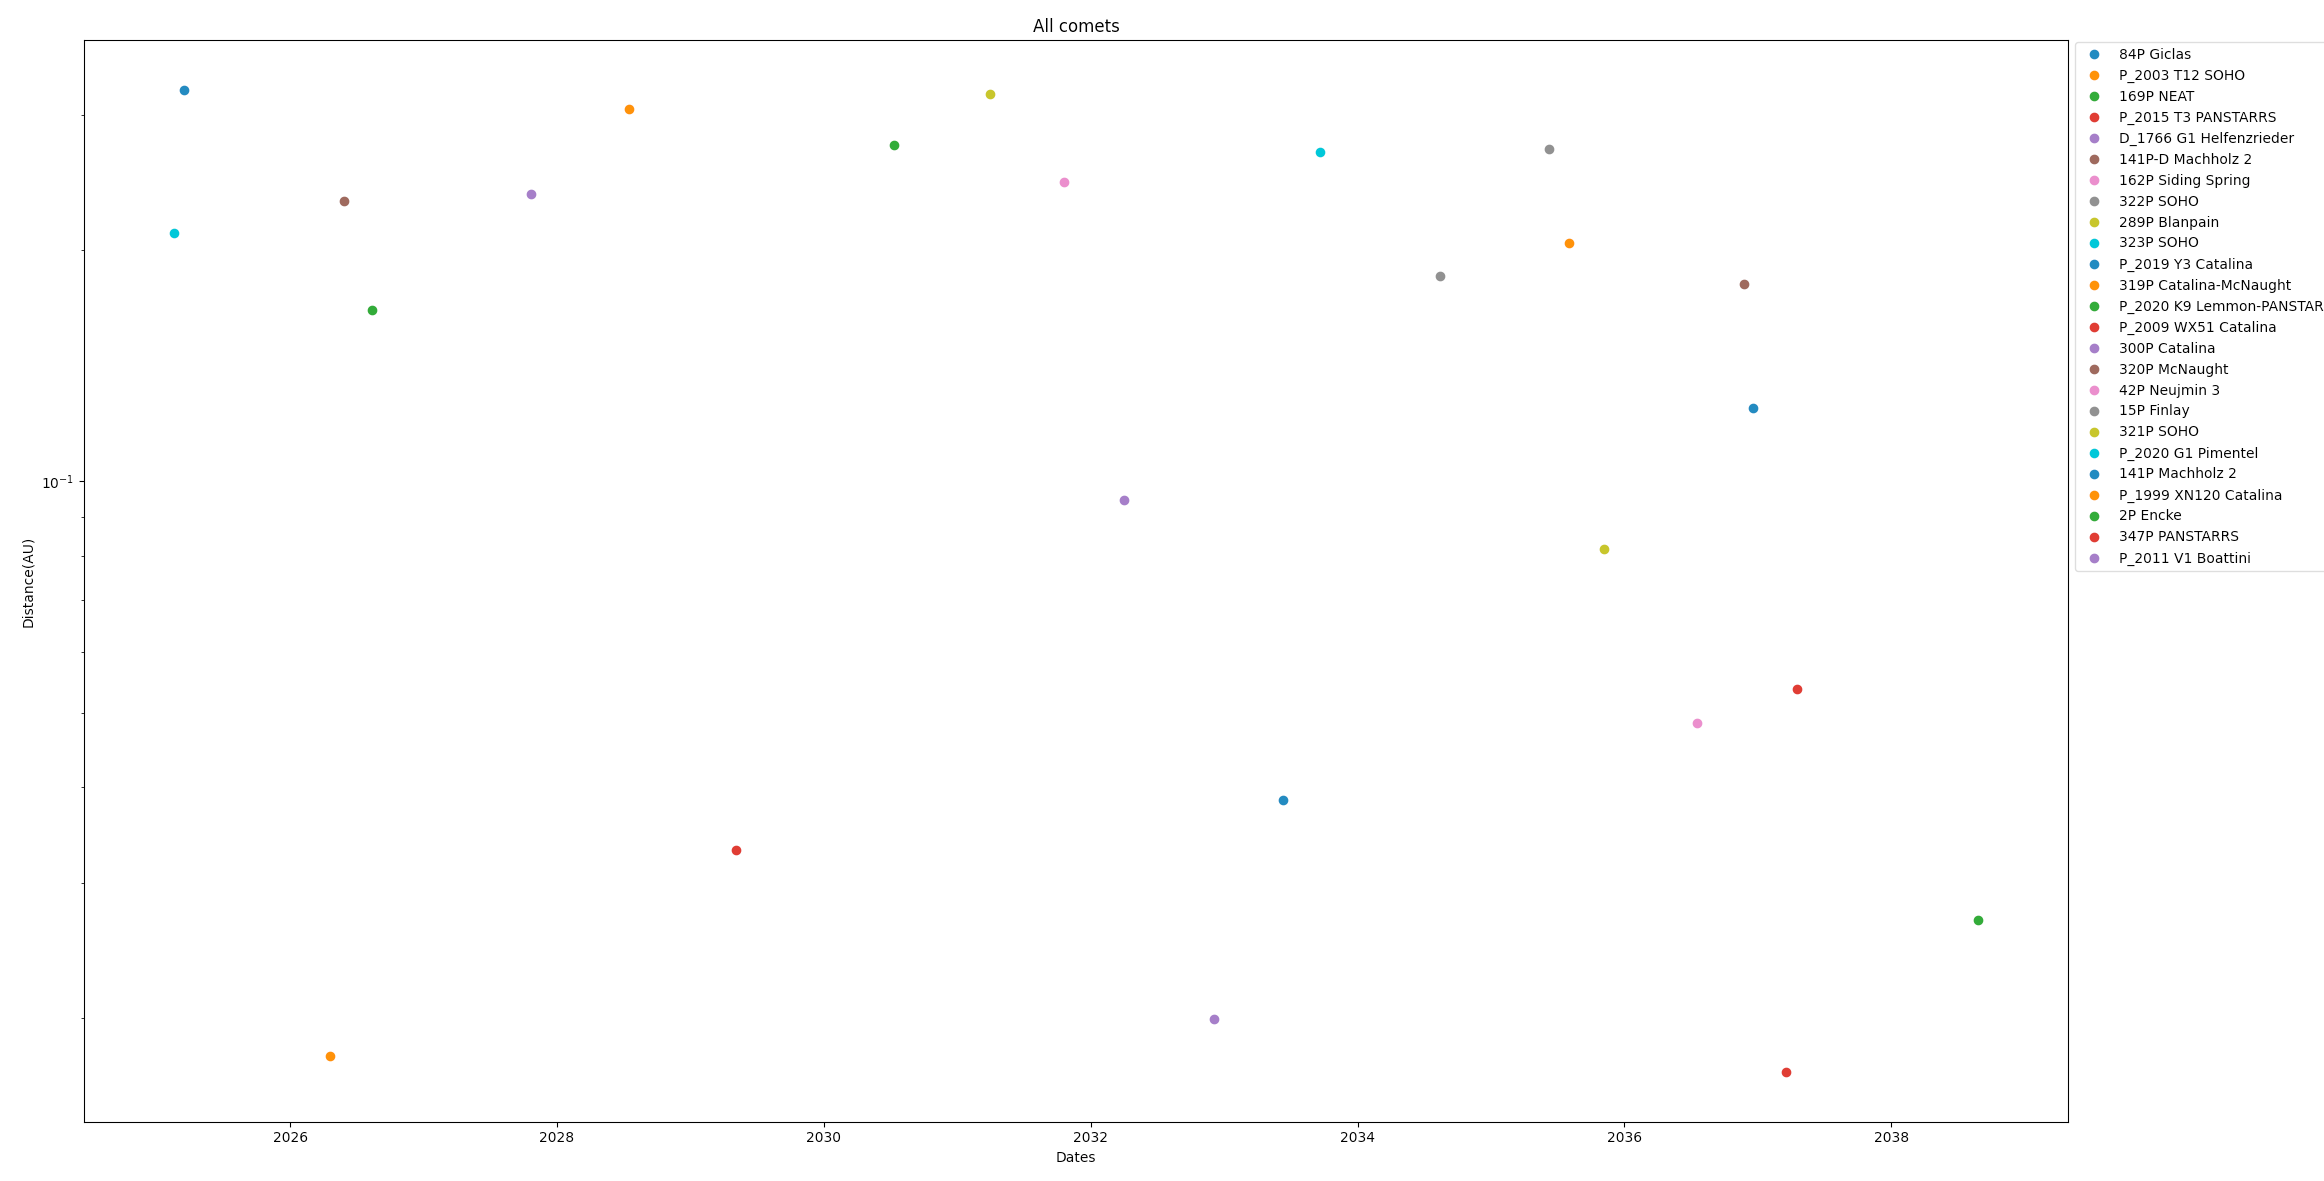 All comets
84P Giclas
P_2003 T12 SOHO
169P NEAT
P_2015 T3 PANSTARRS
D_1766 G1 Helfenzrieder
141P-D Machholz 2
162P Siding Spring
322P SOHO
289P Blanpain
323P SOHO
P_2019 Y3 Catalina
319P Catalina-McNaught
P_2020 K9 Lemmon-PANSTAR
P_2009 WX51 Catalina
300P Catalina
320P McNaught
42P Neujmin 3
15P Finlay
321P SOHO
P_2020 G1 Pimentel
141P Machholz 2
P_1999 XN120 Catalina
2P Encke
347P PANSTARRS
P_2011 V1 Boattini
10⁻¹
Distance(AU)
2026 2028 2030 2032 2034 2036 2038
Dates